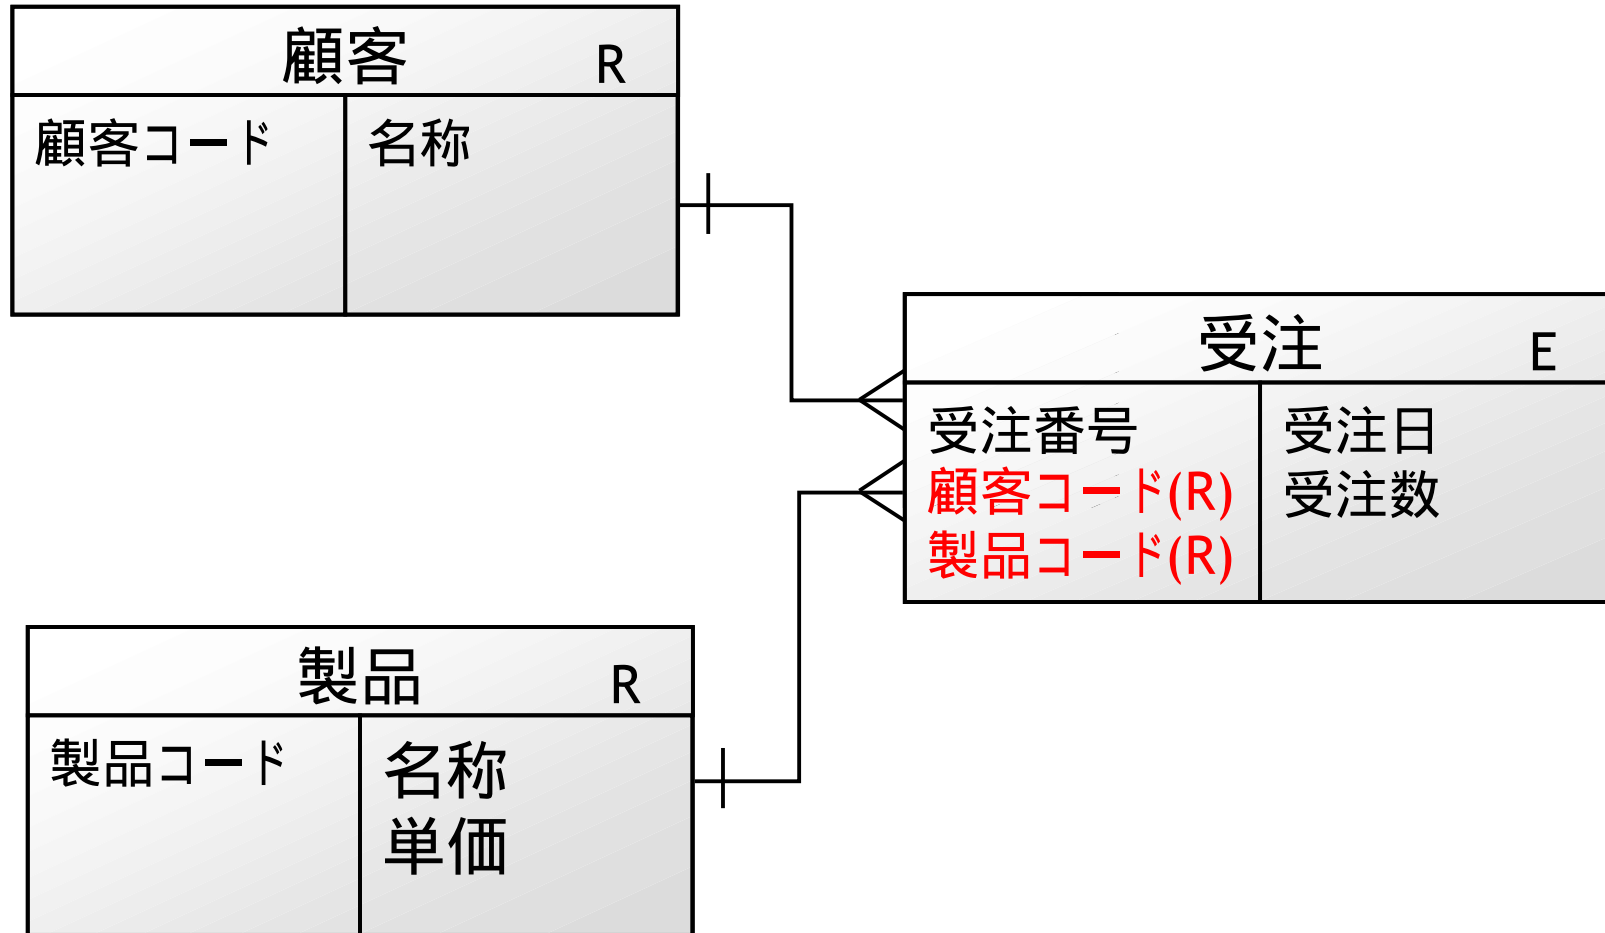 顧客 R
顧客コード
名称
受注 E
受注番号
顧客コード(R)
製品コード(R)
受注日
受注数
製品 R
製品コード
名称
単価